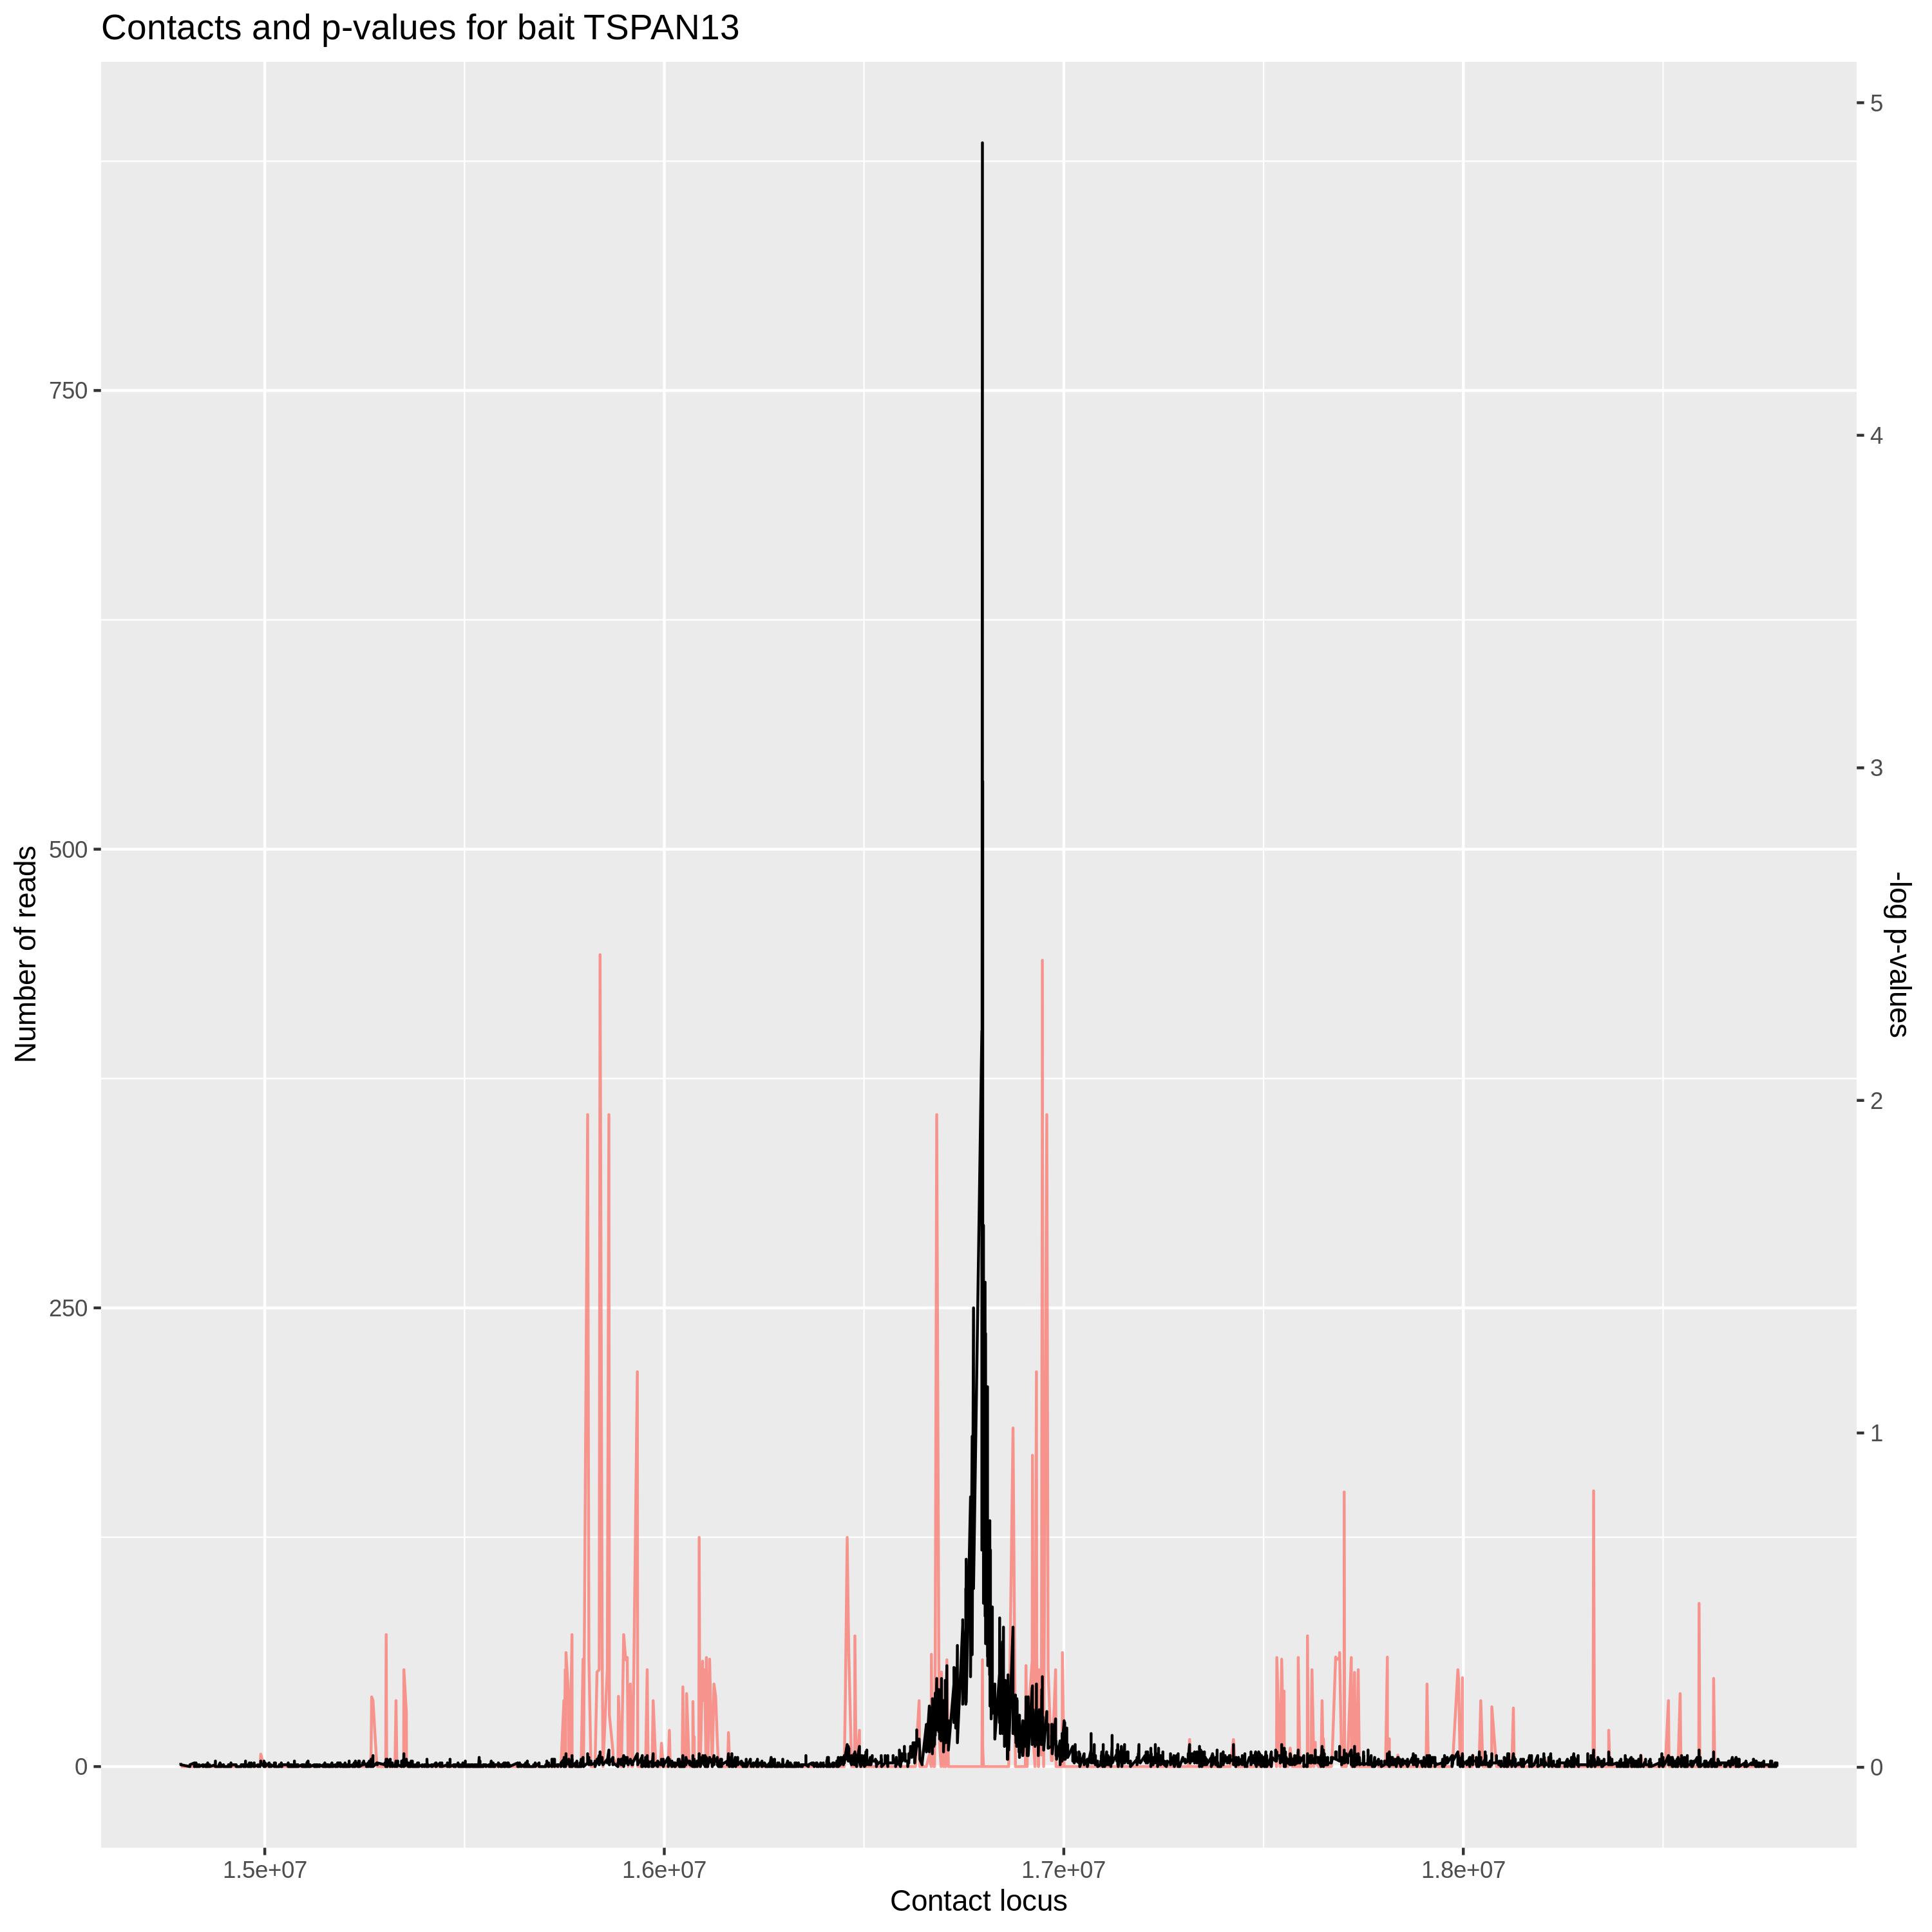 Contacts and p-values for bait TSPAN13
Number of reads
750
500
250
0
5
4
3
2
1
0
-log p-values
1.5e+07
1.6e+07
1.7e+07
1.8e+07
Contact locus